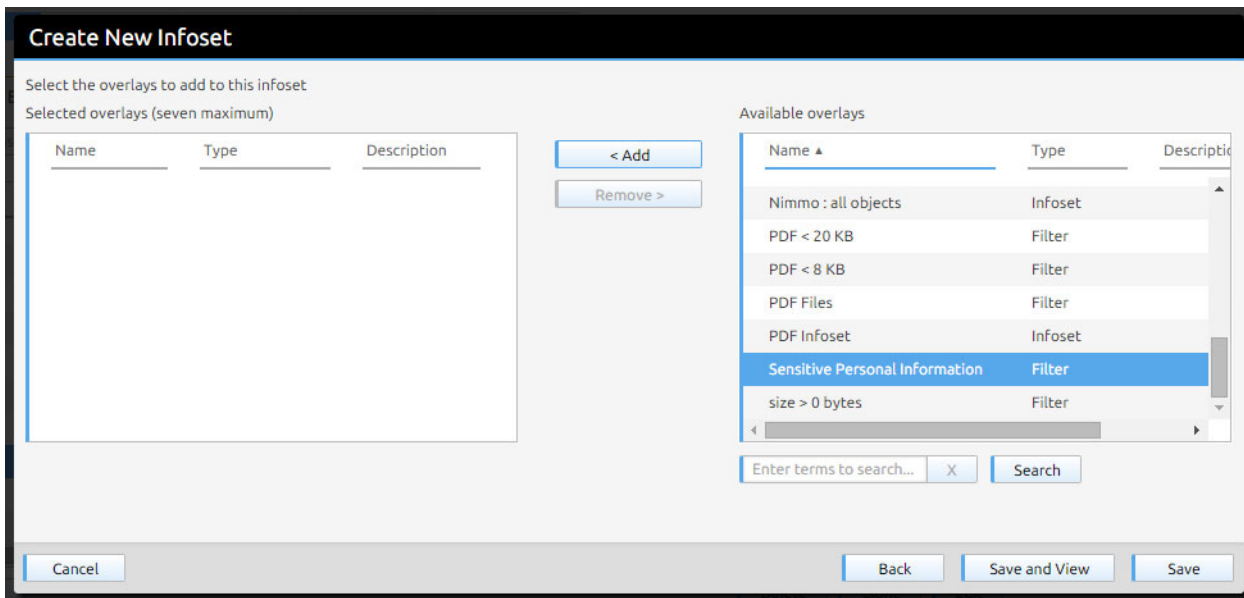 Create New Infoset
Select the overlays to add to this infoset
Selected overlays (seven maximum)
Name Type Description
< Add
Remove >
Available overlays
Name ▲ Type Descriptic
Nimmo : all objects Infoset
PDF < 20 KB Filter
PDF < 8 KB Filter
PDF Files Filter
PDF Infoset Infoset
Sensitive Personal Information Filter
size > 0 bytes Filter
Enter terms to search... X Search
Cancel Back Save and View Save